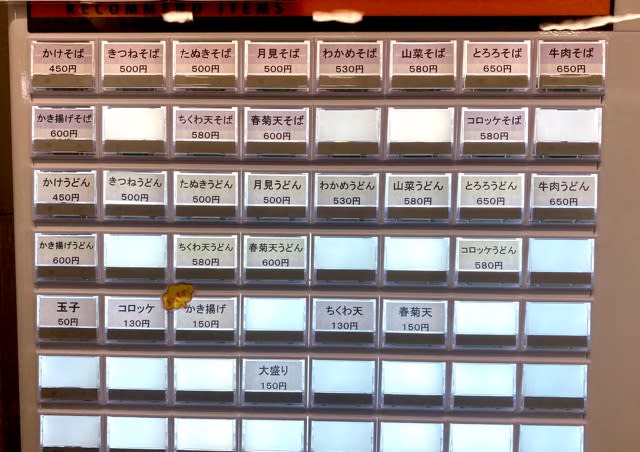 RECOMMEND ITEMS
かけそば きつねそば たぬきそば 月見そば わかめそば 山菜そば とろろそば 牛肉そば
450円 500円 500円 500円 530円 580円 650円 650円
かき揚げそば ちくわ天そば 春菊天そば コロッケそば
600円 580円 600円 580円
かけうどん きつねうどん たぬきうどん 月見うどん わかめうどん 山菜うどん とろろうどん 牛肉うどん
450円 500円 500円 500円 530円 580円 650円 650円
かき揚げうどん ちくわ天うどん 春菊天うどん コロッケうどん
600円 580円 600円 580円
玉子 コロッケ かき揚げ ちくわ天 春菊天
50円 130円 150円 130円 150円
大盛り
150円